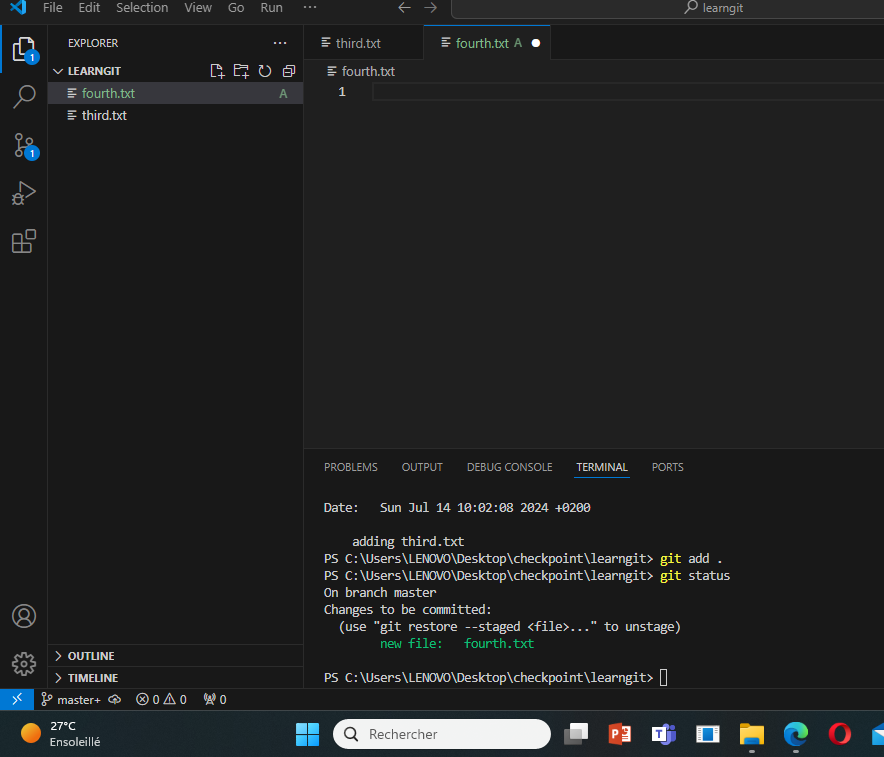 File Edit Selection View Go Run ···
learngit
EXPLORER ···
LEARNGIT
fourth.txt A
third.txt
third.txt
fourth.txt A
fourth.txt
1
1
1
PROBLEMS OUTPUT DEBUG CONSOLE TERMINAL PORTS
Date:   Sun Jul 14 10:02:08 2024 +0200
    adding third.txt
PS C:\Users\LENOVO\Desktop\checkpoint\learngit> git add .
PS C:\Users\LENOVO\Desktop\checkpoint\learngit> git status
On branch master
Changes to be committed:
  (use "git restore --staged <file>..." to unstage)
        new file:   fourth.txt
PS C:\Users\LENOVO\Desktop\checkpoint\learngit>
OUTLINE
TIMELINE
master+ 0 0 0
27°C
Ensoleillé
Rechercher
P
T